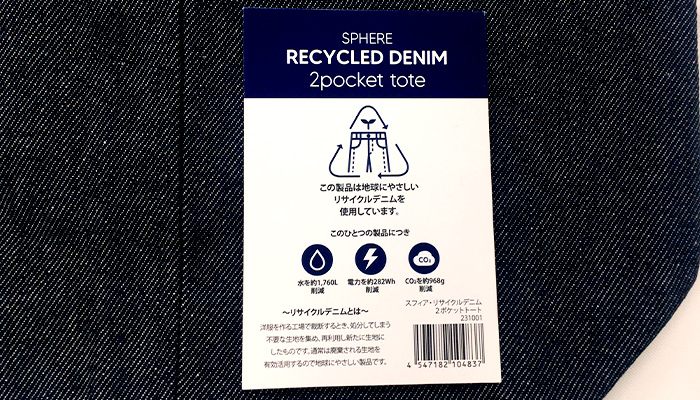 SPHERE
RECYCLED DENIM
2pocket tote
この製品は地球にやさしい
リサイクルデニムを
使用しています。
このひとつの製品につき
CO₂
水を約1,760L
削減
電力を約282Wh
削減
CO₂を約968g
削減
〜リサイクルデニムとは〜
洋服を作る工場で裁断するとき、処分してしまう
不要な生地を集め、再利用し新たに生地に
したものです。通常は廃棄される生地を
有効活用するので地球にやさしい製品です。
スフィア・リサイクルデニム
2ポケットトート
231001
4 547182 104837